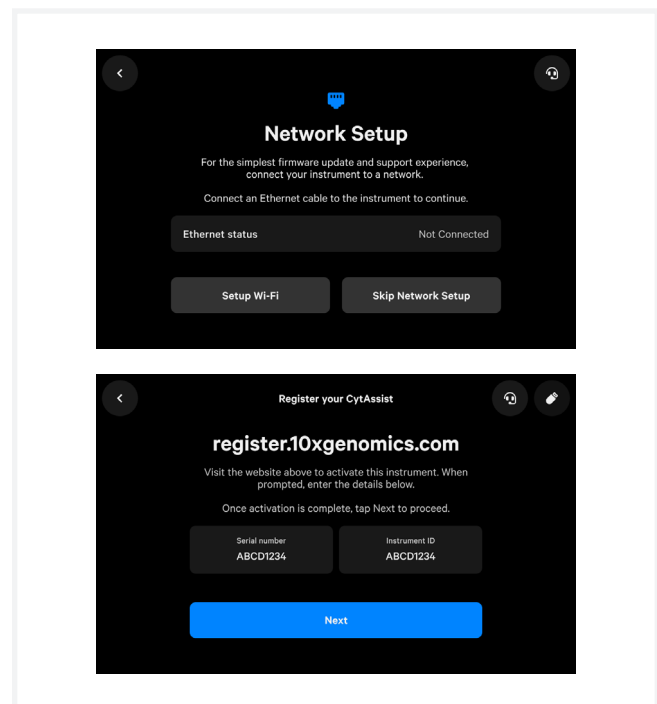 Network Setup
For the simplest firmware update and support experience,
connect your instrument to a network.
Connect an Ethernet cable to the instrument to continue.
Ethernet status Not Connected
Setup Wi-Fi Skip Network Setup
Register your CytAssist
register.10xgenomics.com
Visit the website above to activate this instrument. When
prompted, enter the details below.
Once activation is complete, tap Next to proceed.
Serial number Instrument ID
ABCD1234 ABCD1234
Next